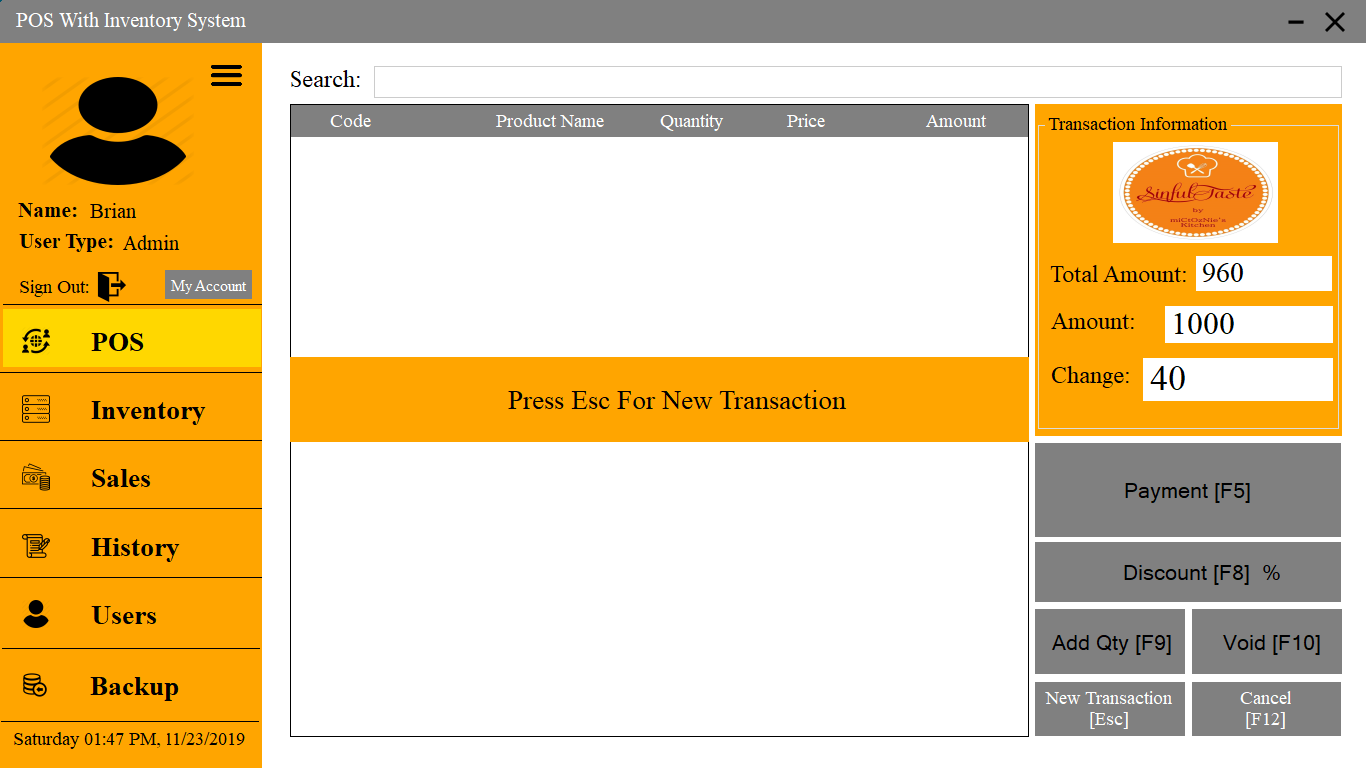 POS With Inventory System
Name: Brian
User Type: Admin
Sign Out:
My Account
POS
Inventory
Sales
History
Users
Backup
Saturday 01:47 PM, 11/23/2019
Search:
Code Product Name Quantity Price Amount
Press Esc For New Transaction
Transaction Information
Sinful Taste
by
miCtOzNie's
Kitchen
Total Amount: 960
Amount: 1000
Change: 40
Payment [F5]
Discount [F8] %
Add Qty [F9]
Void [F10]
New Transaction
[Esc]
Cancel
[F12]